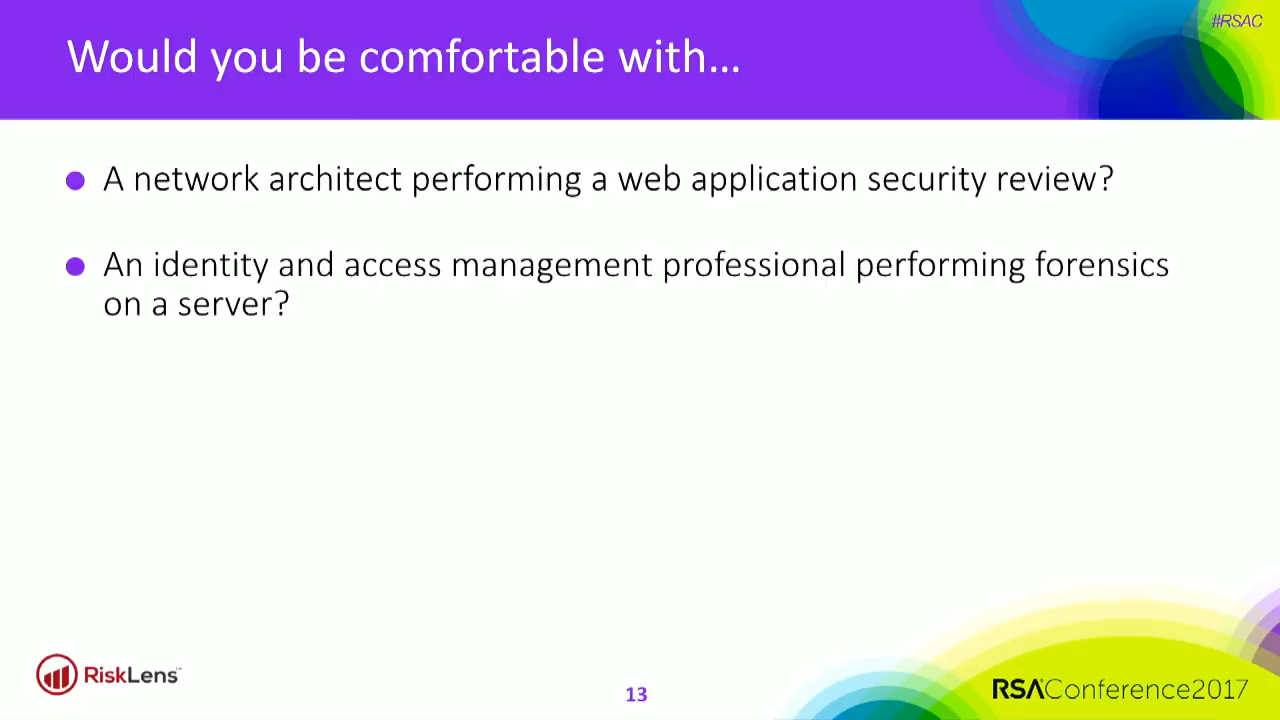 #RSAC
Would you be comfortable with…
A network architect performing a web application security review?
An identity and access management professional performing forensics
on a server?
RiskLens™
13
RSAConference2017